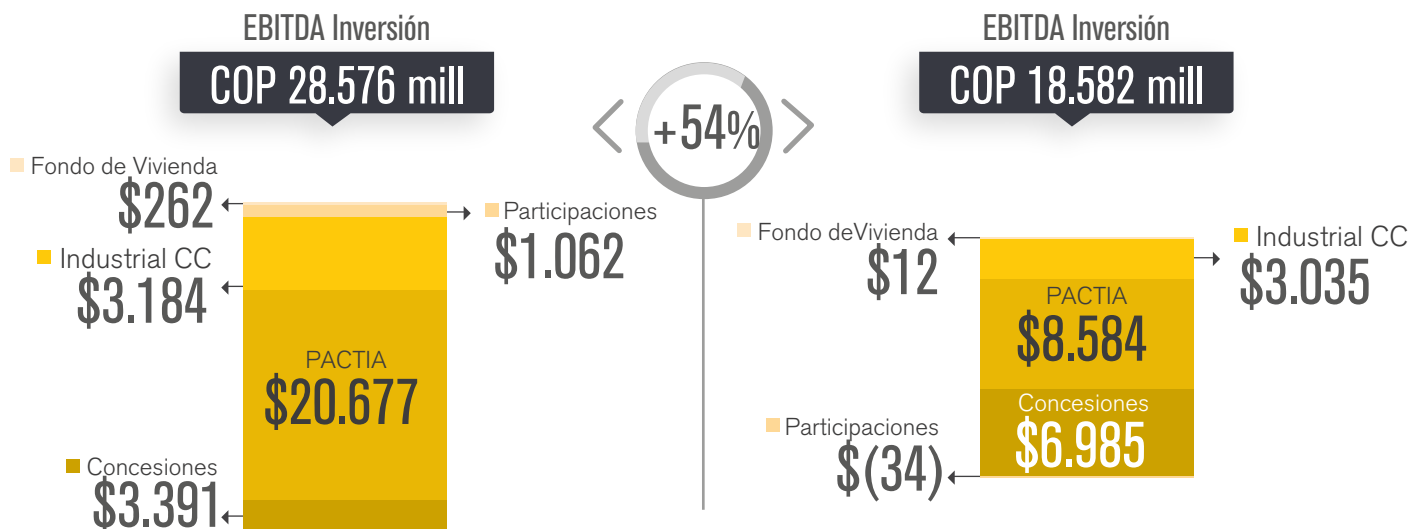 EBITDA Inversión
COP 28.576 mill
Fondo de Vivienda
$262
Participaciones
$1.062
Industrial CC
$3.184
PACTIA
$20.677
Concesiones
$3.391
+54%
EBITDA Inversión
COP 18.582 mill
Fondo deVivienda
$12
Industrial CC
$3.035
PACTIA
$8.584
Concesiones
$6.985
Participaciones
$(34)